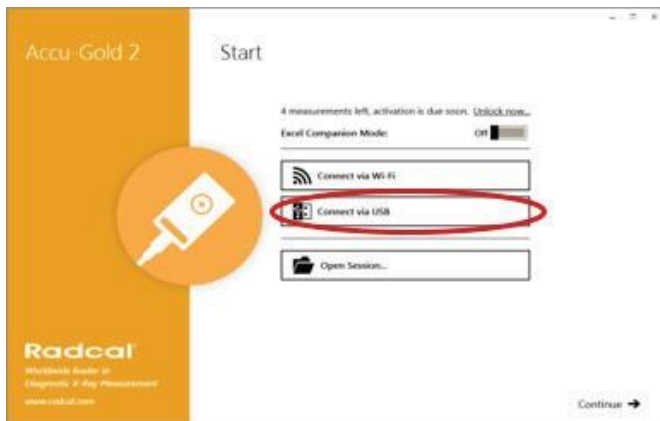 Accu-Gold 2
Start
4 measurements left, activation is due soon. Unlock now...
Excel Companion Mode: Off
Connect via Wi-Fi
Connect via USB
Open Session...
Radcal
Worldwide leader in
Diagnostic X-Ray Measurement
www.radcal.com
Continue